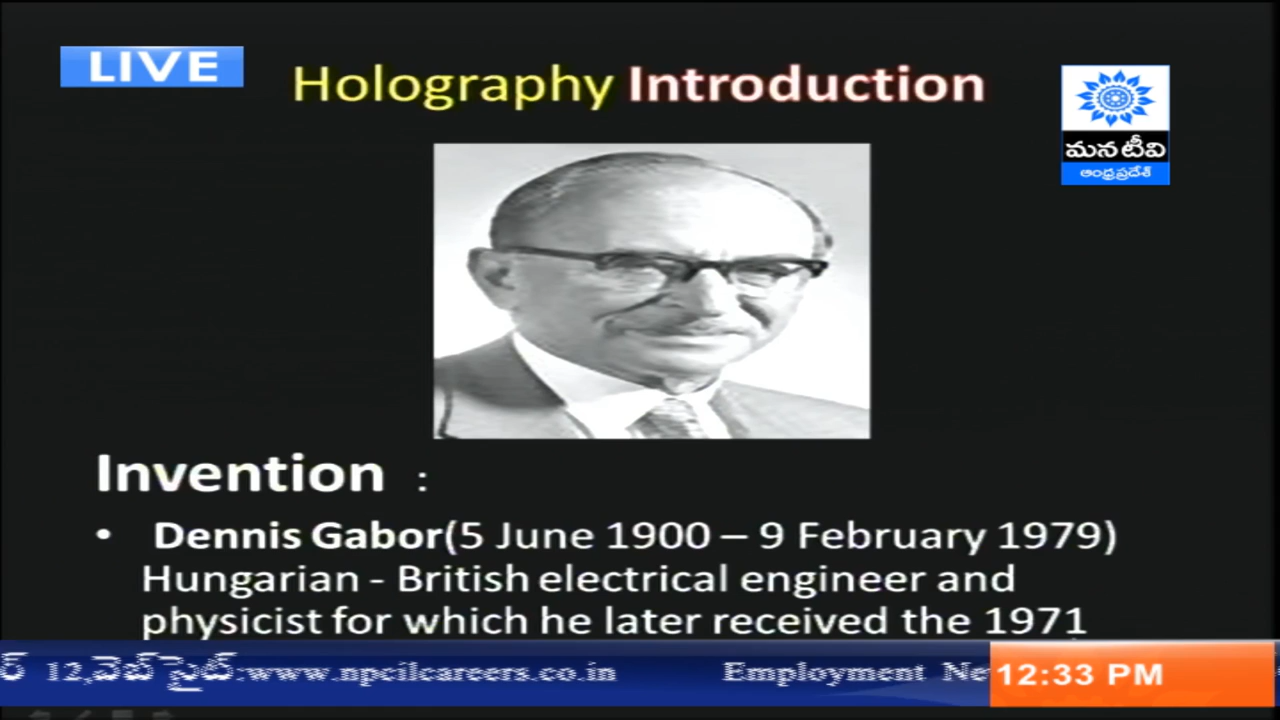 LIVE
Holography Introduction
మన టీవి
ఆంధ్రప్రదేశ్
Invention :
• Dennis Gabor(5 June 1900 – 9 February 1979)
Hungarian - British electrical engineer and
physicist for which he later received the 1971
12,వెబ్‌సైట్:www.npcilcareers.co.in Employment Ne
12:33 PM